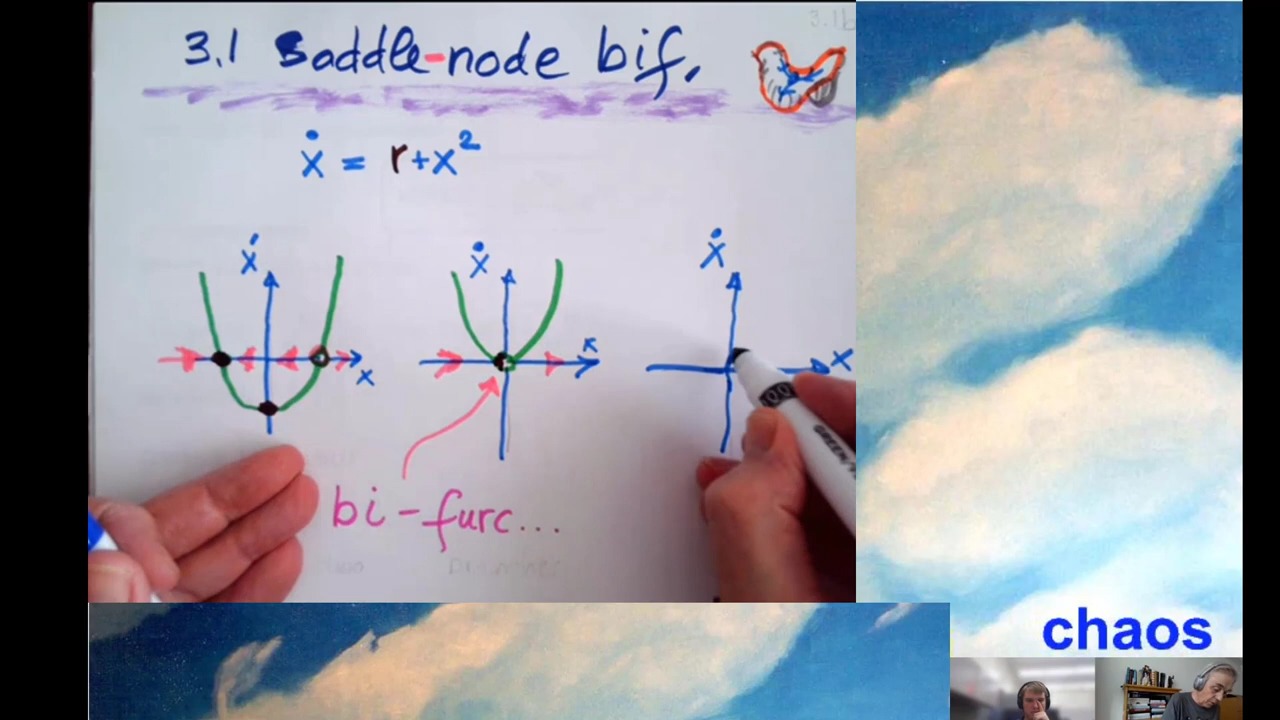 3.1 Saddle-node bif.
ẋ = r+x²
ẋ
x
ẋ
x
ẋ
x
bi-furc...
chaos